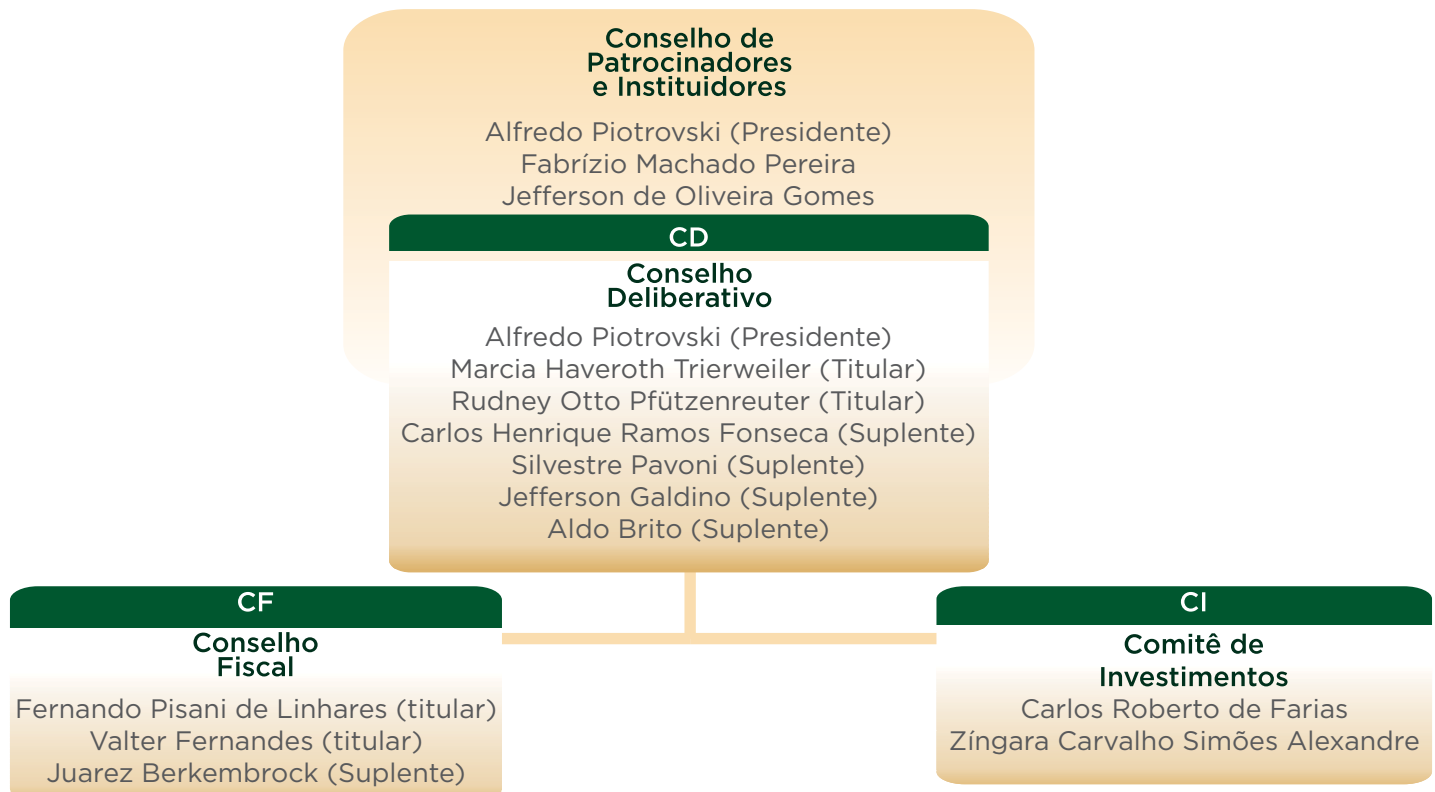 Conselho de
Patrocinadores
e Instituidores
Alfredo Piotrovski (Presidente)
Fabrízio Machado Pereira
Jefferson de Oliveira Gomes
CD
Conselho
Deliberativo
Alfredo Piotrovski (Presidente)
Marcia Haveroth Trierweiler (Titular)
Rudney Otto Pfützenreuter (Titular)
Carlos Henrique Ramos Fonseca (Suplente)
Silvestre Pavoni (Suplente)
Jefferson Galdino (Suplente)
Aldo Brito (Suplente)
CF
Conselho
Fiscal
Fernando Pisani de Linhares (titular)
Valter Fernandes (titular)
Juarez Berkembrock (Suplente)
CI
Comitê de
Investimentos
Carlos Roberto de Farias
Zíngara Carvalho Simões Alexandre